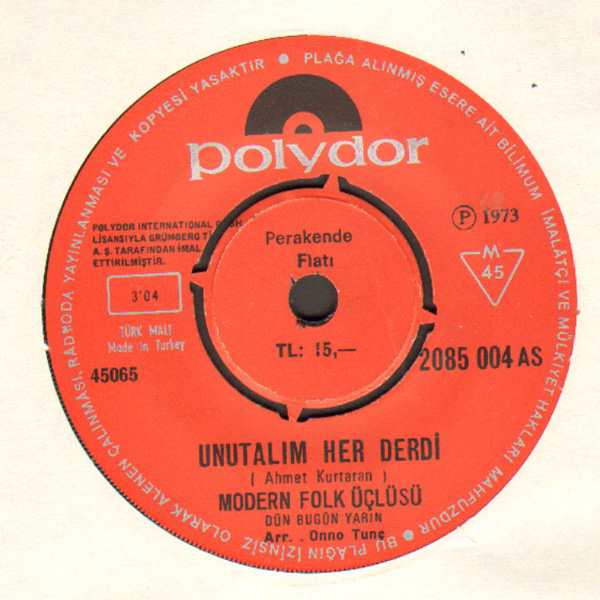 PLAĞA ALINMIŞ ESERE AİT BİLİMUM İMALATÇI VE MÜLKİYET HAKLARI MAHFUZDUR ● BU PLAĞIN İZİNSİZ OLARAK ALENEN ÇALINMASI, RADYODA YAYINLANMASI VE KOPYESİ YASAKTIR ●
polydor
POLYDOR INTERNATIONAL
LİSANSIYLA GRÜMBERG
A. Ş. TARAFINDAN İMAL
ETTİRİLMİŞTİR.
3'04
TÜRK MALI
Made in Turkey
45065
Perakende
Fiatı
TL: 15,—
Ⓟ 1973
M
45
2085 004 AS
UNUTALIM HER DERDİ
( Ahmet Kurtaran )
MODERN FOLK ÜÇLÜSÜ
DÜN BUGÜN YARIN
Arr. . Onno Tunç